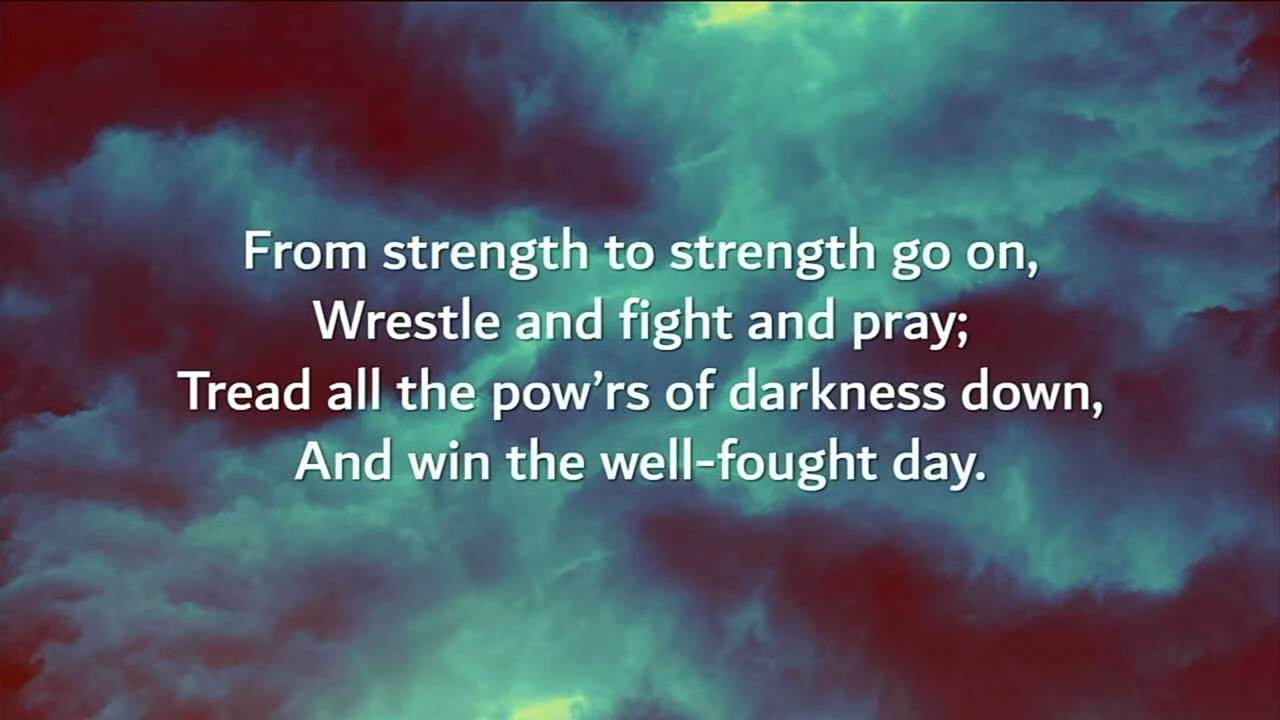 From strength to strength go on,
Wrestle and fight and pray;
Tread all the pow’rs of darkness down,
And win the well-fought day.